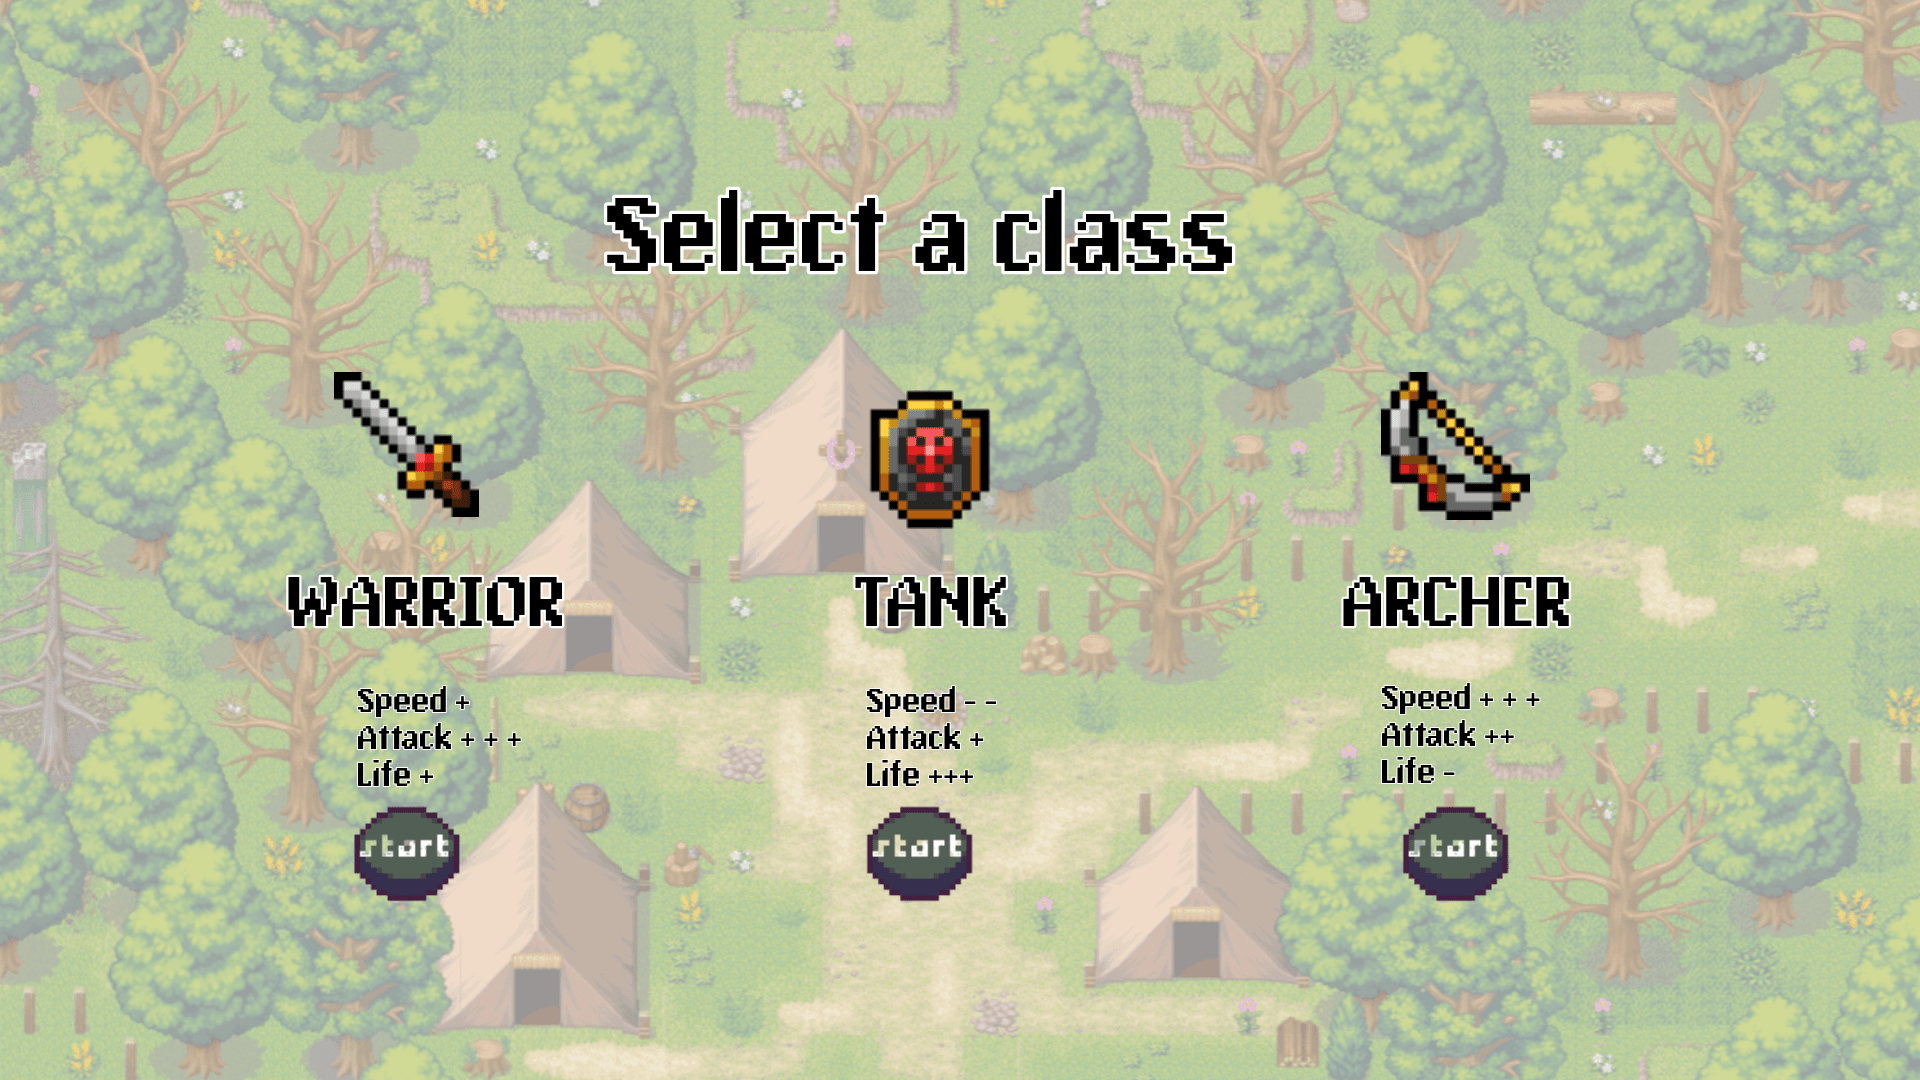 Select a class
WARRIOR
Speed +
Attack + + +
Life +
start
TANK
Speed - -
Attack +
Life +++
start
ARCHER
Speed + + +
Attack ++
Life -
start